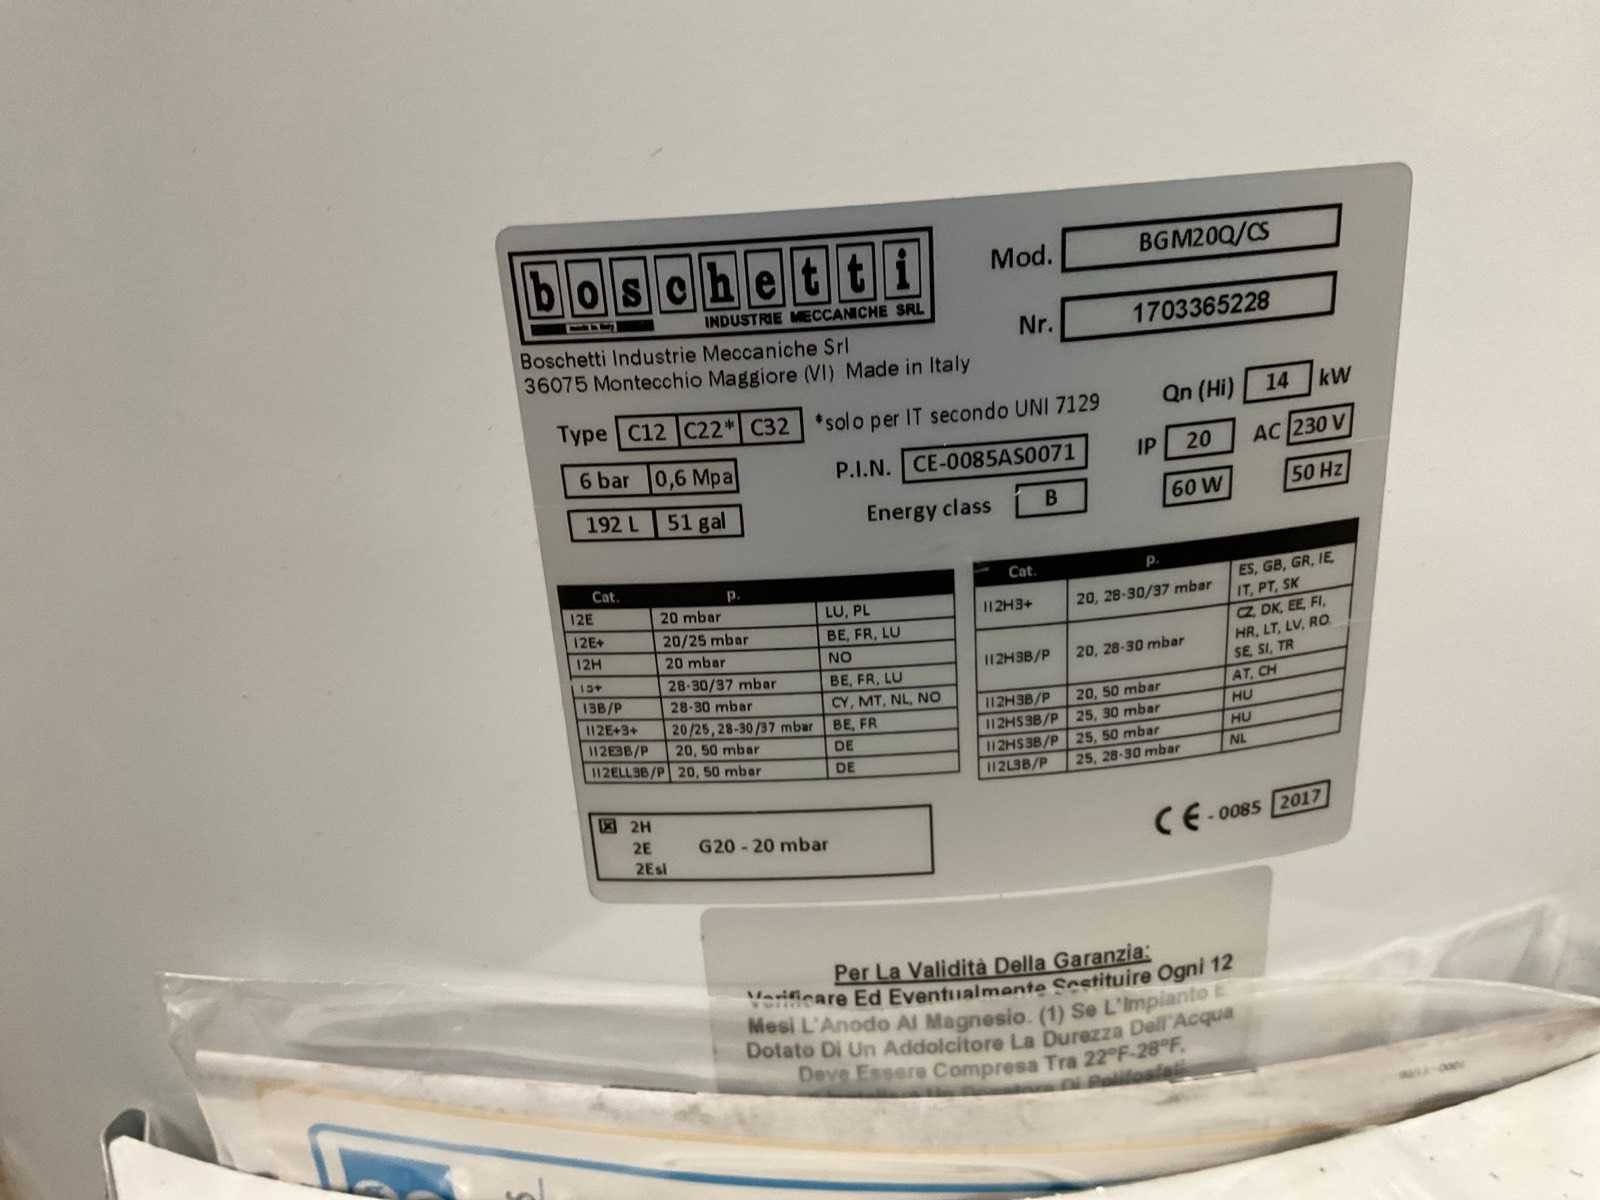 boschetti
made in Italy
INDUSTRIE MECCANICHE SRL
Boschetti Industrie Meccaniche Srl
36075 Montecchio Maggiore (VI) Made in Italy
Mod. BGM20Q/CS
Nr. 1703365228
Type C12 C22* C32 *solo per IT secondo UNI 7129
Qn (Hi) 14 kW
6 bar 0,6 Mpa
P.I.N. CE-0085AS0071
IP 20 AC 230 V
192 L 51 gal
Energy class B
60 W 50 Hz
Cat. p.
I2E 20 mbar LU, PL
I2E+ 20/25 mbar BE, FR, LU
I2H 20 mbar NO
I3+ 28-30/37 mbar BE, FR, LU
I3B/P 28-30 mbar CY, MT, NL, NO
II2E+3+ 20/25, 28-30/37 mbar BE, FR
II2E3B/P 20, 50 mbar DE
II2ELL3B/P 20, 50 mbar DE
Cat. p.
II2H3+ 20, 28-30/37 mbar ES, GB, GR, IE,
IT, PT, SK
II2H3B/P 20, 28-30 mbar CZ, DK, EE, FI,
HR, LT, LV, RO,
SE, SI, TR
II2H3B/P 20, 50 mbar AT, CH
II2HS3B/P 25, 30 mbar HU
II2HS3B/P 25, 50 mbar HU
II2L3B/P 25, 28-30 mbar NL
2H
2E G20 - 20 mbar
2Esi
CE - 0085 2017
Per La Validità Della Garanzia:
Verificare Ed Eventualmente Sostituire Ogni 12
Mesi L'Anodo Al Magnesio. (1) Se L'Impianto E'
Dotato Di Un Addolcitore La Durezza Dell'Acqua
Deve Essere Compresa Tra 22°F-28°F.
Un Dosatore Di Polifosfati